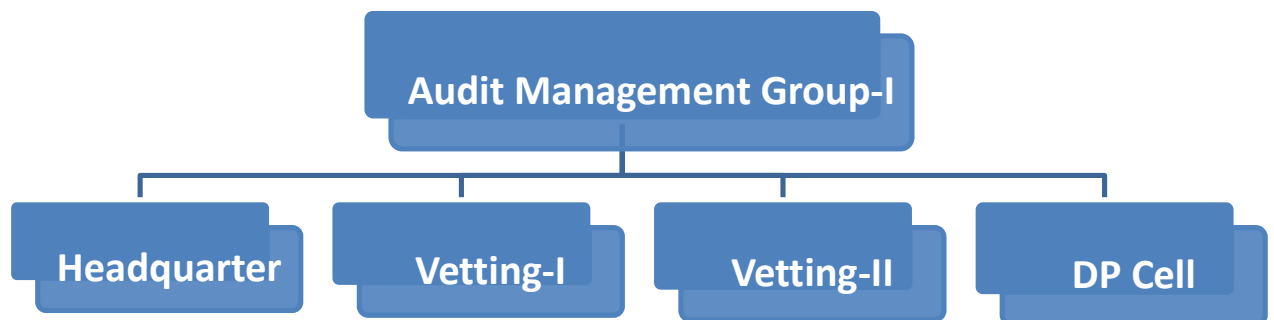 Audit Management Group-I
Headquarter
Vetting-I
Vetting-II
DP Cell